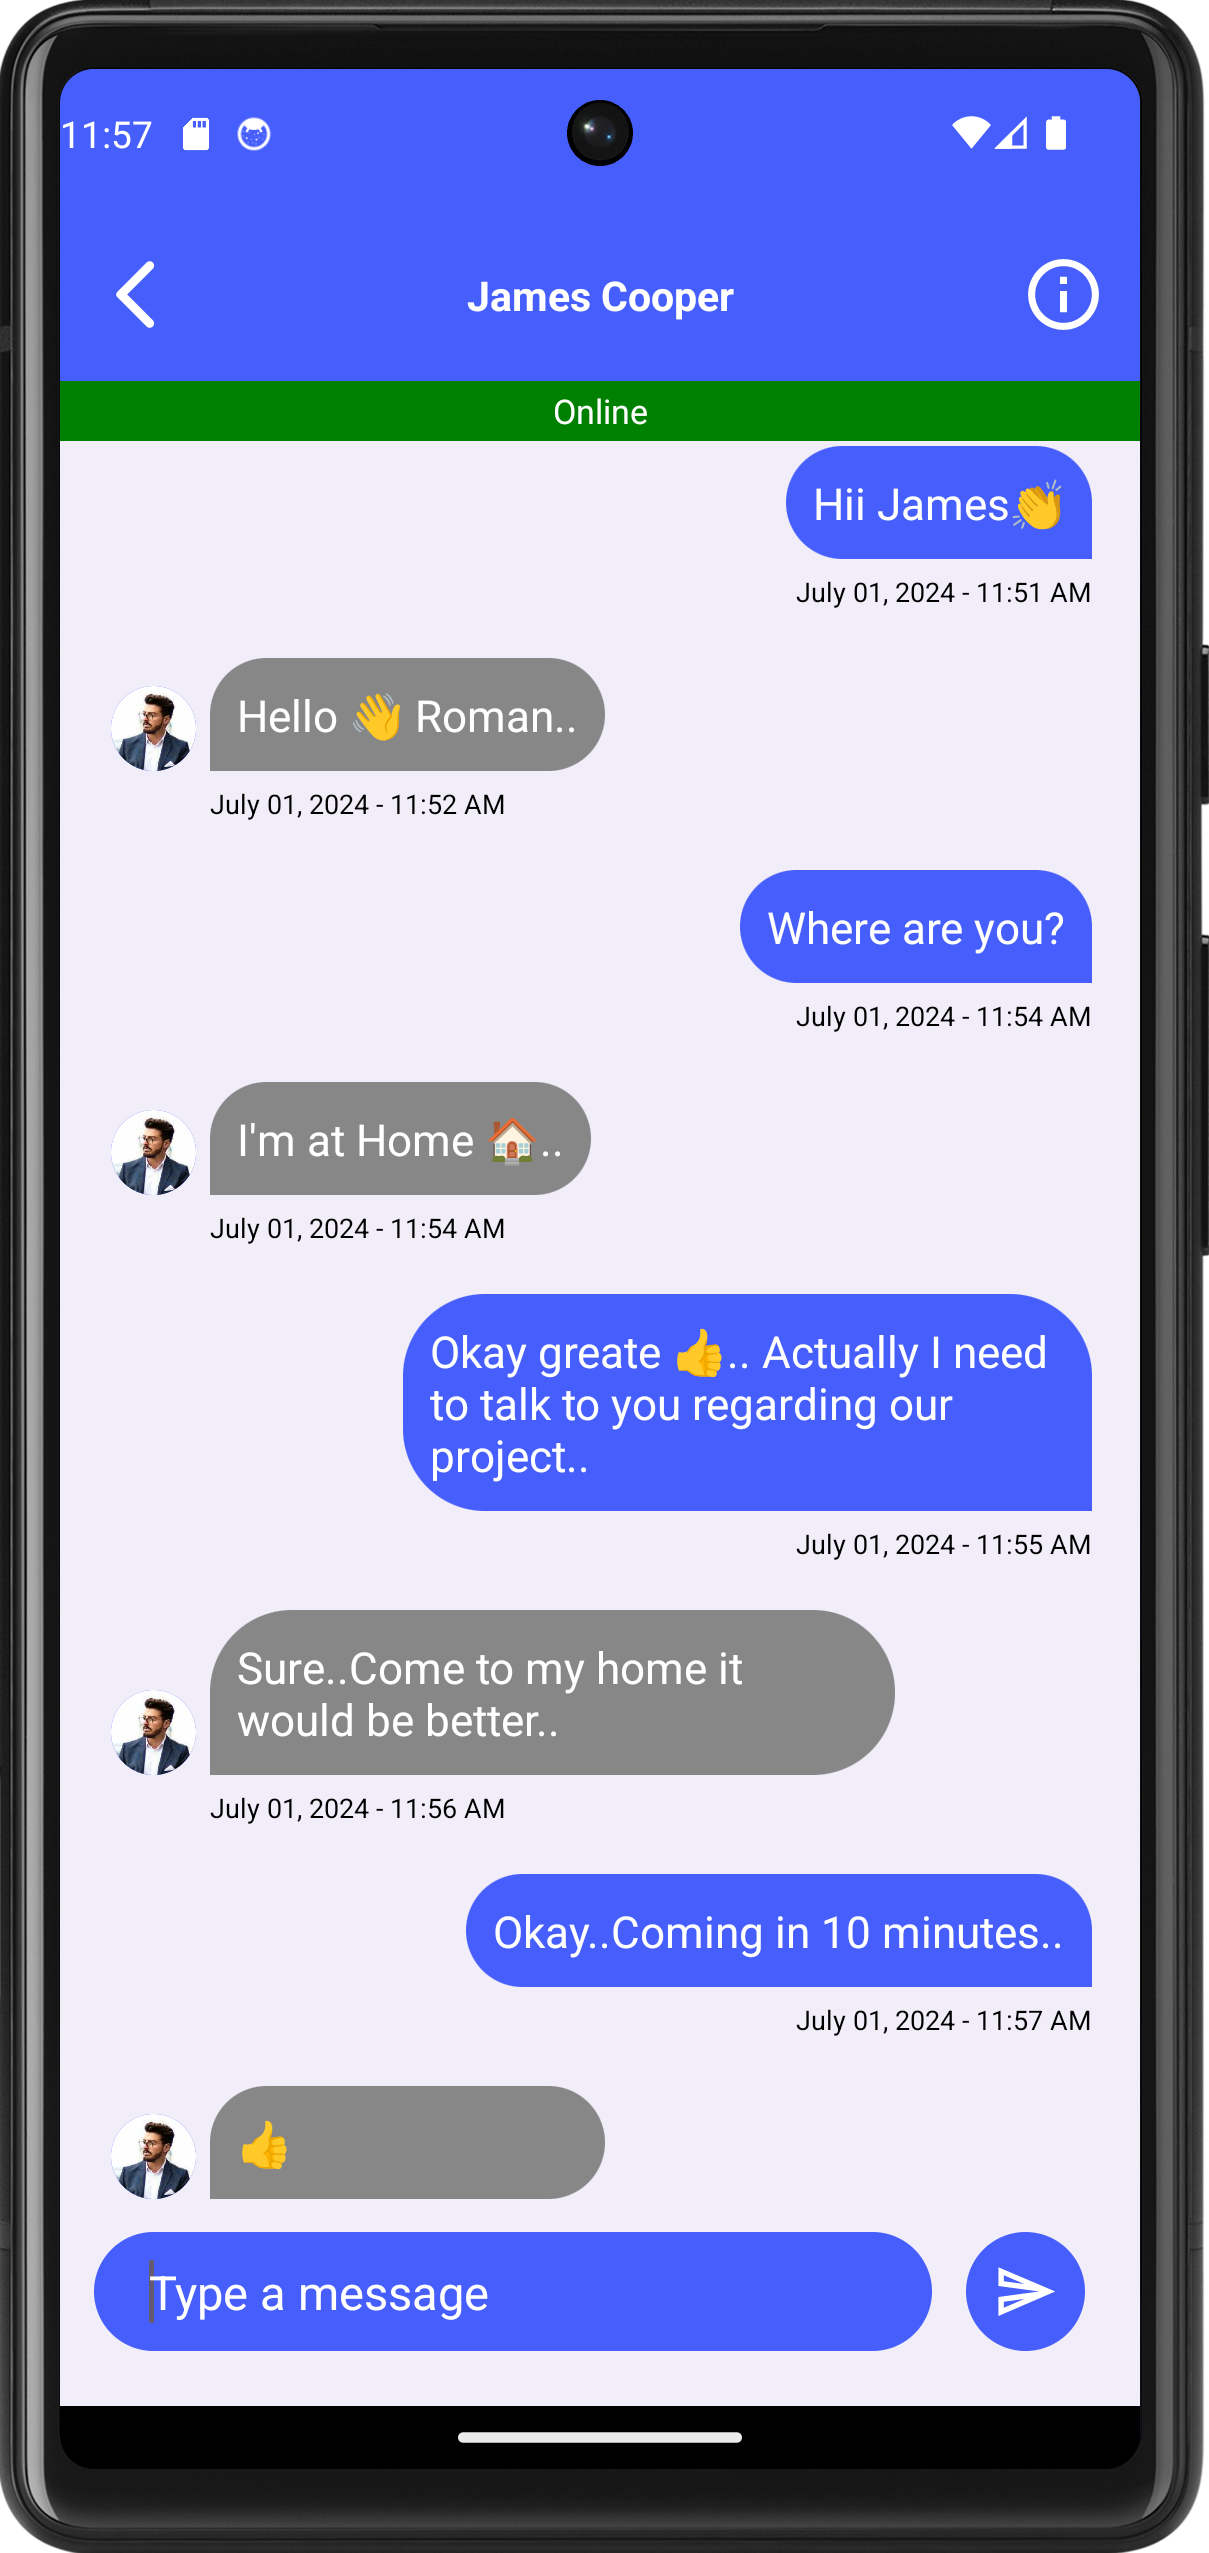 11:57
James Cooper
Online
Hii James👏
July 01, 2024 - 11:51 AM
Hello 👋 Roman..
July 01, 2024 - 11:52 AM
Where are you?
July 01, 2024 - 11:54 AM
I'm at Home 🏠..
July 01, 2024 - 11:54 AM
Okay greate 👍.. Actually I need
to talk to you regarding our
project..
July 01, 2024 - 11:55 AM
Sure..Come to my home it
would be better..
July 01, 2024 - 11:56 AM
Okay..Coming in 10 minutes..
July 01, 2024 - 11:57 AM
👍
Type a message